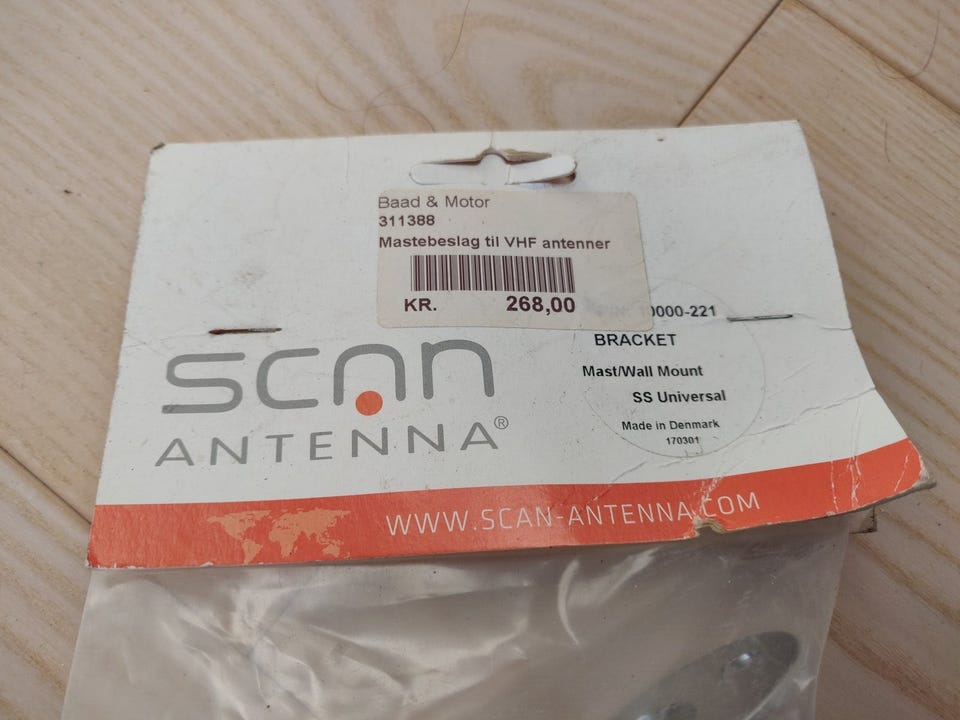 Baad & Motor
311388
Mastebeslag til VHF antenner
KR. 268,00
0000-221
BRACKET
Mast/Wall Mount
SS Universal
Made in Denmark
170301
scan
ANTENNA®
WWW.SCAN-ANTENNA.COM